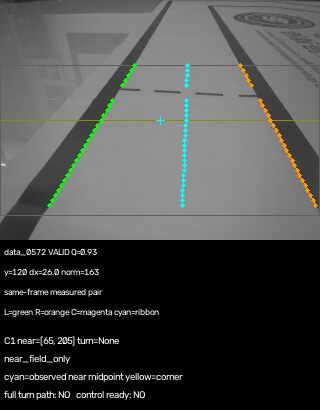 data_0572 VALID Q=0.93
y=120 dx=26.0 norm=163
same-frame measured pair
L=green R=orange C=magenta cyan=ribbon
C1 near=[65, 205] turn=None
near_field_only
cyan=observed near midpoint yellow=corner
full turn path: NO control ready: NO